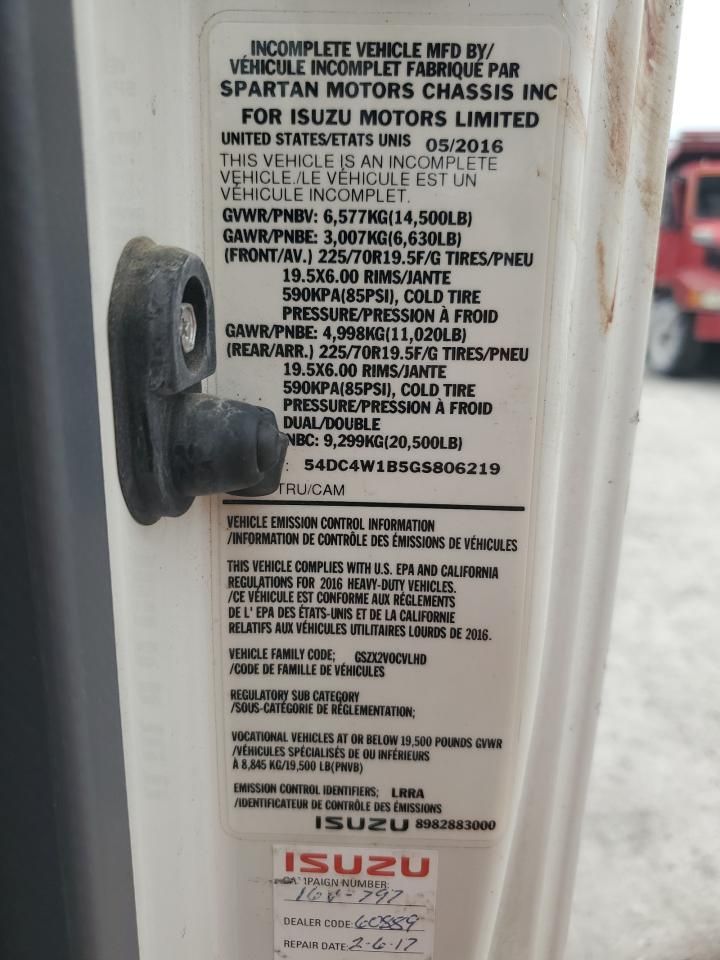 INCOMPLETE VEHICLE MFD BY/
VÉHICULE INCOMPLET FABRIQUÉ PAR
SPARTAN MOTORS CHASSIS INC
FOR ISUZU MOTORS LIMITED
UNITED STATES/ETATS UNIS 05/2016
THIS VEHICLE IS AN INCOMPLETE
VEHICLE./LE VÉHICULE EST UN
VÉHICULE INCOMPLET.
GVWR/PNBV: 6,577KG(14,500LB)
GAWR/PNBE: 3,007KG(6,630LB)
(FRONT/AV.) 225/70R19.5F/G TIRES/PNEU
19.5X6.00 RIMS/JANTE
590KPA(85PSI), COLD TIRE
PRESSURE/PRESSION À FROID
GAWR/PNBE: 4,998KG(11,020LB)
(REAR/ARR.) 225/70R19.5F/G TIRES/PNEU
19.5X6.00 RIMS/JANTE
590KPA(85PSI), COLD TIRE
PRESSURE/PRESSION À FROID
DUAL/DOUBLE
NBC: 9,299KG(20,500LB)
: 54DC4W1B5GS806219
TRU/CAM
VEHICLE EMISSION CONTROL INFORMATION
/INFORMATION DE CONTRÔLE DES ÉMISSIONS DE VÉHICULES
THIS VEHICLE COMPLIES WITH U.S. EPA AND CALIFORNIA
REGULATIONS FOR 2016 HEAVY-DUTY VEHICLES.
/CE VÉHICULE EST CONFORME AUX RÉGLEMENTS
DE L' EPA DES ÉTATS-UNIS ET DE LA CALIFORNIE
RELATIFS AUX VÉHICULES UTILITAIRES LOURDS DE 2016.
VEHICLE FAMILY CODE; GSZX2VOCVLHD
/CODE DE FAMILLE DE VÉHICULES
REGULATORY SUB CATEGORY
/SOUS-CATÉGORIE DE RÉGLEMENTATION;
VOCATIONAL VEHICLES AT OR BELOW 19,500 POUNDS GVWR
/VÉHICULES SPÉCIALISÉS DE OU INFÉRIEURS
À 8,845 KG/19,500 LB(PNVB)
EMISSION CONTROL IDENTIFIERS; LRRA
/IDENTIFICATEUR DE CONTRÔLE DES ÉMISSIONS
ISUZU 8982883000
ISUZU
CAMPAIGN NUMBER:
16V-797
DEALER CODE: 60889
REPAIR DATE: 2-6-17